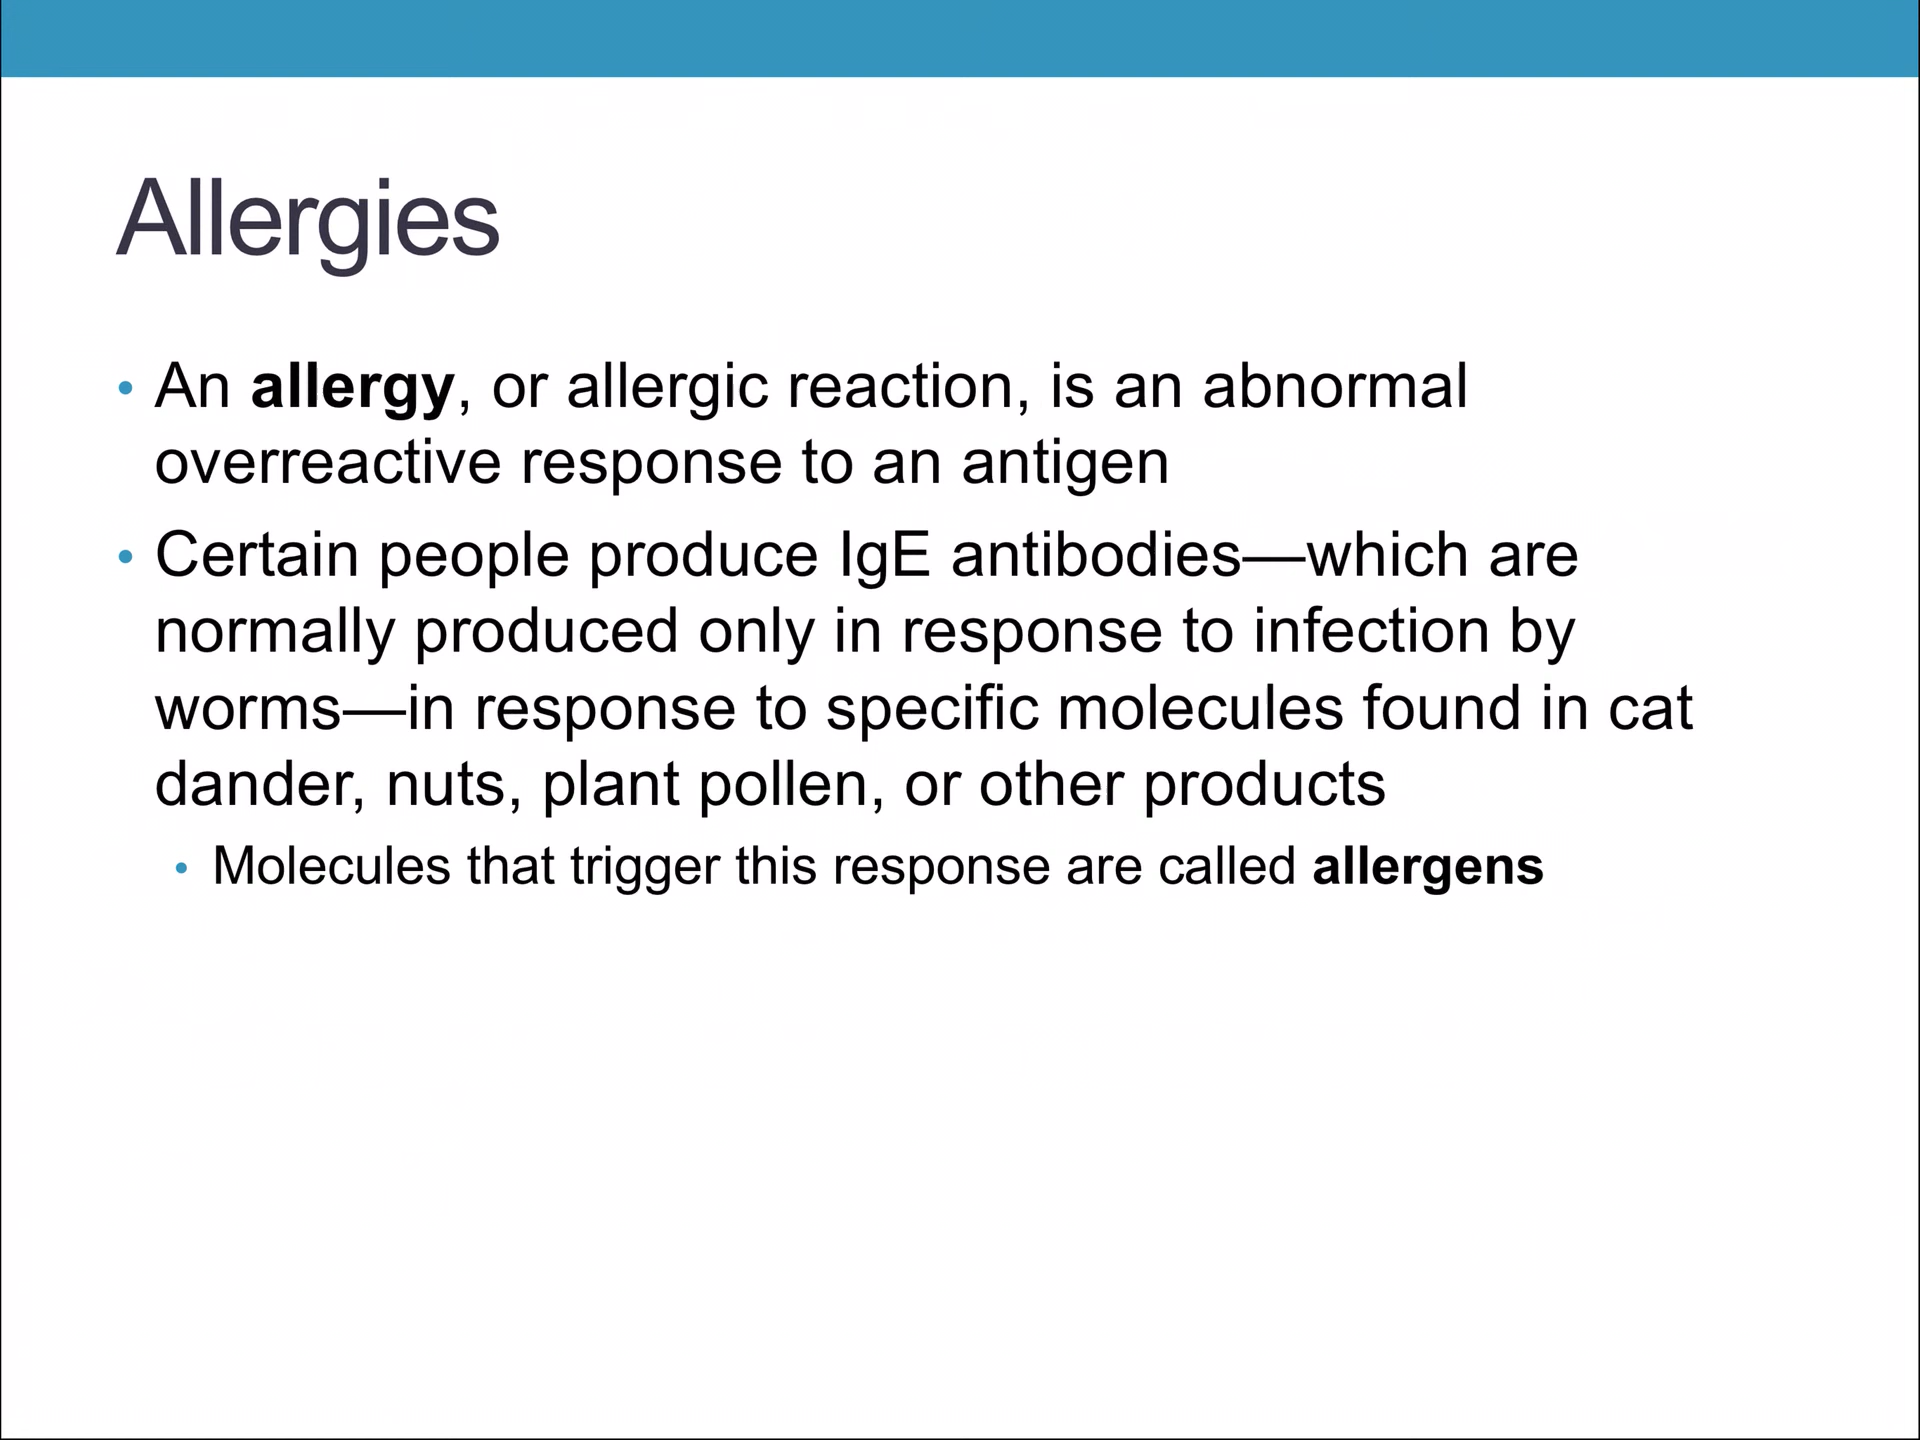 Allergies
• An allergy, or allergic reaction, is an abnormal
overreactive response to an antigen
• Certain people produce IgE antibodies—which are
normally produced only in response to infection by
worms—in response to specific molecules found in cat
dander, nuts, plant pollen, or other products
• Molecules that trigger this response are called allergens